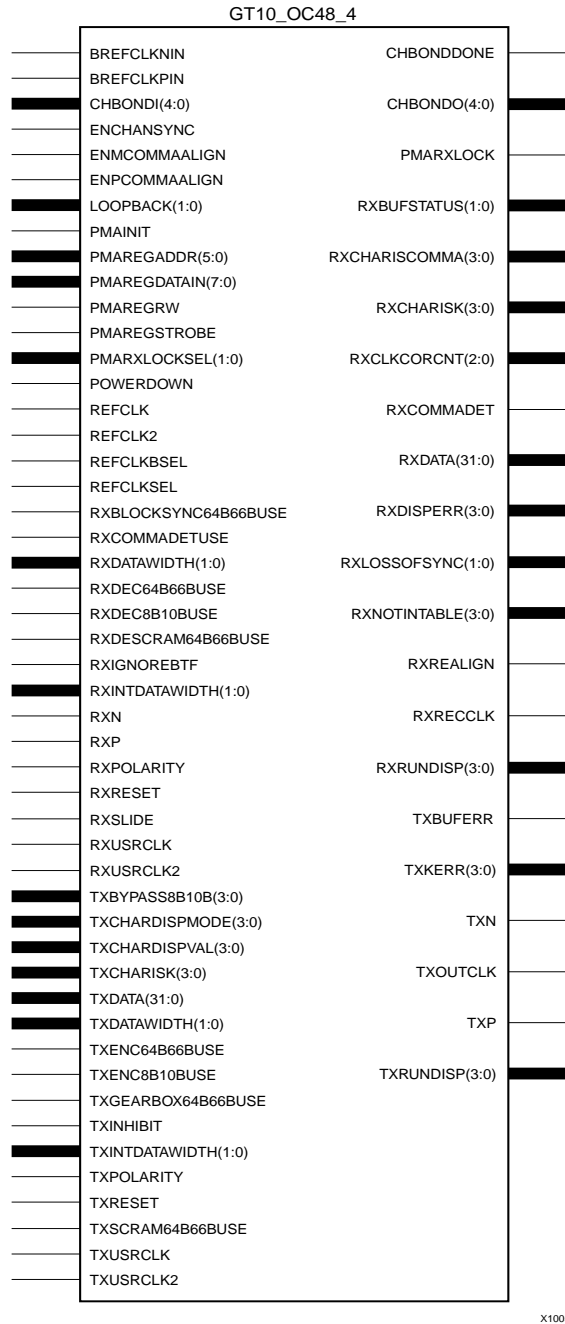 GT10_OC48_4
BREFCLKNIN
BREFCLKPIN
CHBONDI(4:0)
ENCHANSYNC
ENMCOMMAALIGN
ENPCOMMAALIGN
LOOPBACK(1:0)
PMAINIT
PMAREGADDR(5:0)
PMAREGDATAIN(7:0)
PMAREGRW
PMAREGSTROBE
PMARXLOCKSEL(1:0)
POWERDOWN
REFCLK
REFCLK2
REFCLKBSEL
REFCLKSEL
RXBLOCKSYNC64B66BUSE
RXCOMMADETUSE
RXDATAWIDTH(1:0)
RXDEC64B66BUSE
RXDEC8B10BUSE
RXDESCRAM64B66BUSE
RXIGNOREBTF
RXINTDATAWIDTH(1:0)
RXN
RXP
RXPOLARITY
RXRESET
RXSLIDE
RXUSRCLK
RXUSRCLK2
TXBYPASS8B10B(3:0)
TXCHARDISPMODE(3:0)
TXCHARDISPVAL(3:0)
TXCHARISK(3:0)
TXDATA(31:0)
TXDATAWIDTH(1:0)
TXENC64B66BUSE
TXENC8B10BUSE
TXGEARBOX64B66BUSE
TXINHIBIT
TXINTDATAWIDTH(1:0)
TXPOLARITY
TXRESET
TXSCRAM64B66BUSE
TXUSRCLK
TXUSRCLK2
CHBONDDONE
CHBONDO(4:0)
PMARXLOCK
RXBUFSTATUS(1:0)
RXCHARISCOMMA(3:0)
RXCHARISK(3:0)
RXCLKCORCNT(2:0)
RXCOMMADET
RXDATA(31:0)
RXDISPERR(3:0)
RXLOSSOFSYNC(1:0)
RXNOTINTABLE(3:0)
RXREALIGN
RXRECCLK
RXRUNDISP(3:0)
TXBUFERR
TXKERR(3:0)
TXN
TXOUTCLK
TXP
TXRUNDISP(3:0)
X100